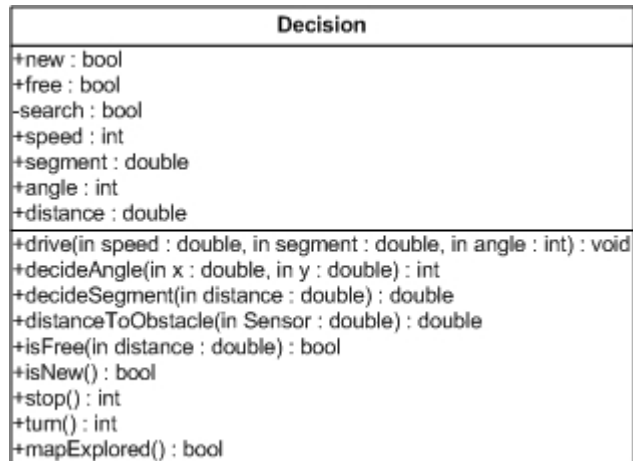 Decision
+new : bool
+free : bool
-search : bool
+speed : int
+segment : double
+angle : int
+distance : double
+drive(in speed : double, in segment : double, in angle : int) : void
+decideAngle(in x : double, in y : double) : int
+decideSegment(in distance : double) : double
+distanceToObstacle(in Sensor : double) : double
+isFree(in distance : double) : bool
+isNew() : bool
+stop() : int
+turn() : int
+mapExplored() : bool